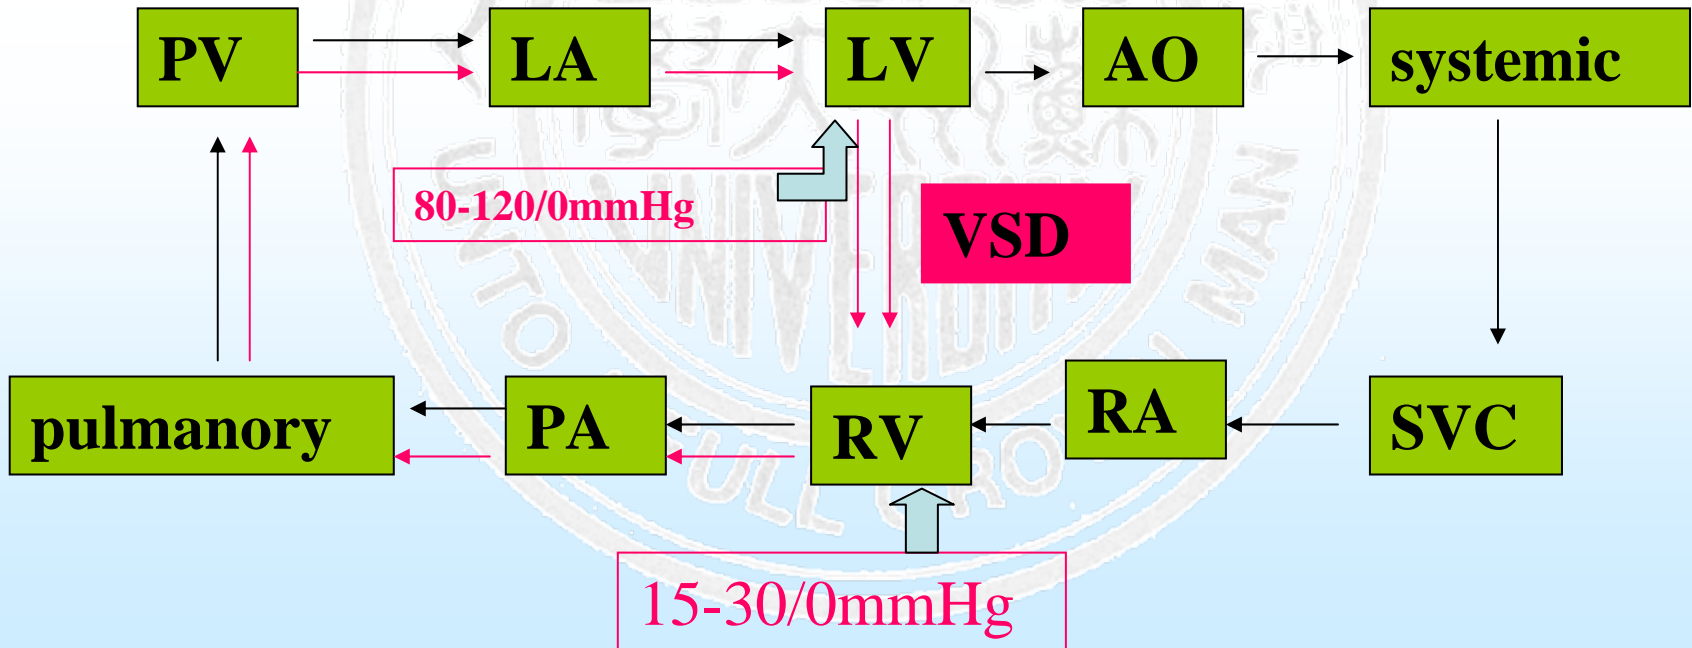 PV
LA
LV
AO
systemic
80-120/0mmHg
VSD
pulmanory
PA
RV
RA
SVC
15-30/0mmHg